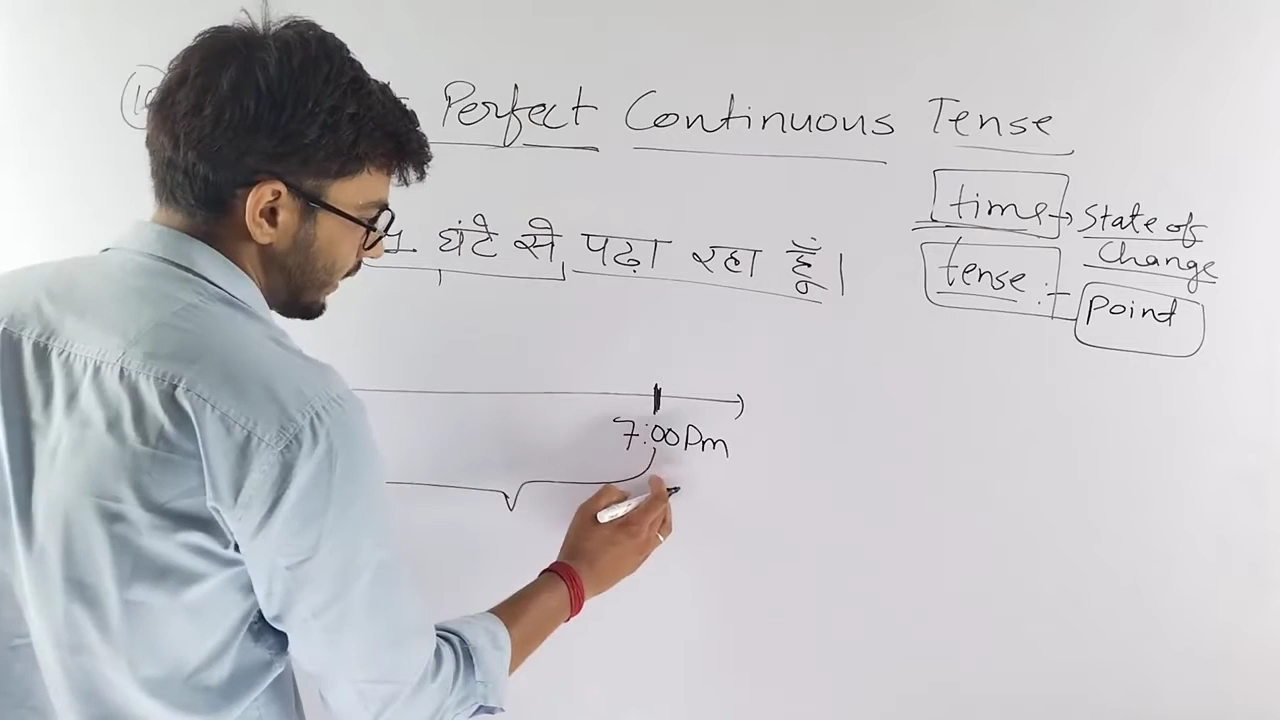 Perfect Continuous Tense
घंटे से पढ़ा रहा हूँ।
time → State of Change
tense :- Point
7:00 Pm